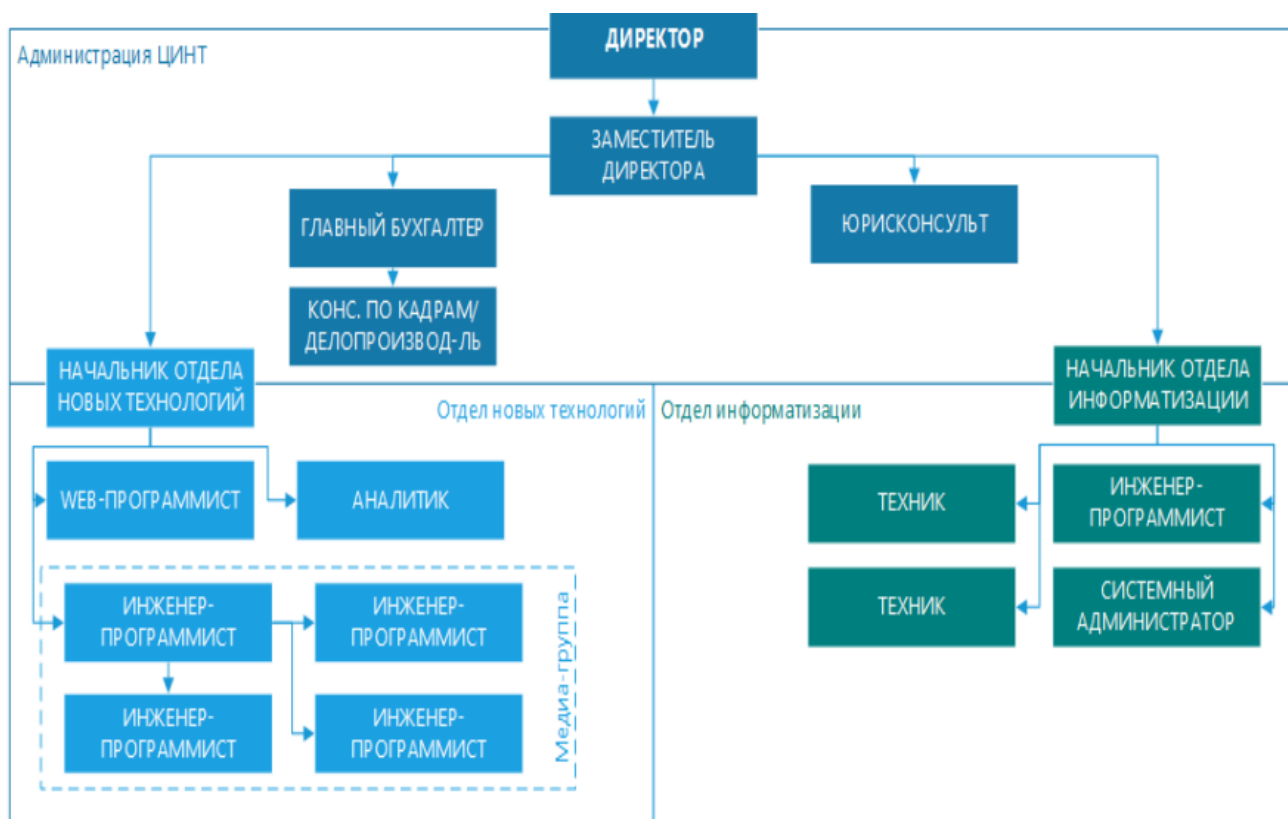 ДИРЕКТОР
Администрация ЦИНТ
ЗАМЕСТИТЕЛЬ
ДИРЕКТОРА
ГЛАВНЫЙ БУХГАЛТЕР
ЮРИСКОНСУЛЬТ
КОНС. ПО КАДРАМ/
ДЕЛОПРОИЗВОД-ЛЬ
НАЧАЛЬНИК ОТДЕЛА
НОВЫХ ТЕХНОЛОГИЙ
НАЧАЛЬНИК ОТДЕЛА
ИНФОРМАТИЗАЦИИ
Отдел новых технологий
Отдел информатизации
WEB-ПРОГРАММИСТ
АНАЛИТИК
ТЕХНИК
ИНЖЕНЕР-
ПРОГРАММИСТ
ИНЖЕНЕР-
ПРОГРАММИСТ
ИНЖЕНЕР-
ПРОГРАММИСТ
ТЕХНИК
СИСТЕМНЫЙ
АДМИНИСТРАТОР
ИНЖЕНЕР-
ПРОГРАММИСТ
ИНЖЕНЕР-
ПРОГРАММИСТ
Медиа-группа